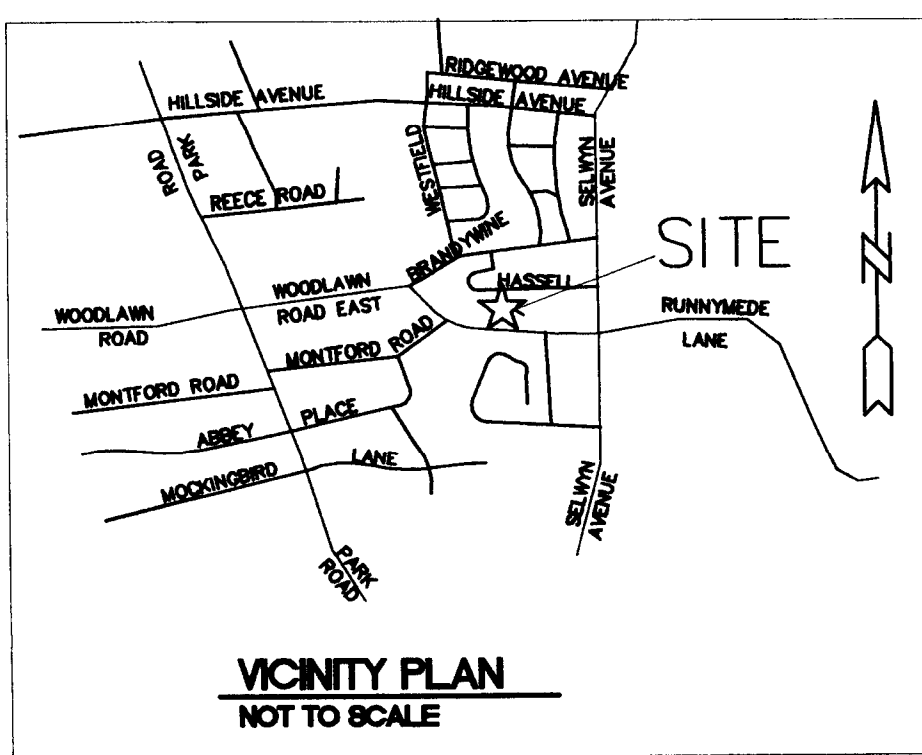 RIDGEWOOD AVENUE
HILLSIDE AVENUE
HILLSIDE AVENUE
PARK
ROAD
WESTFIELD
SELWYN
AVENUE
REECE ROAD
BRANDYWINE
SITE
HASSELL
WOODLAWN
ROAD EAST
RUNNYMEDE
LANE
WOODLAWN
ROAD
MONTFORD ROAD
MONTFORD ROAD
ABBEY PLACE
MOCKINGBIRD LANE
SELWYN
AVENUE
PARK
ROAD
N
VICINITY PLAN
NOT TO SCALE